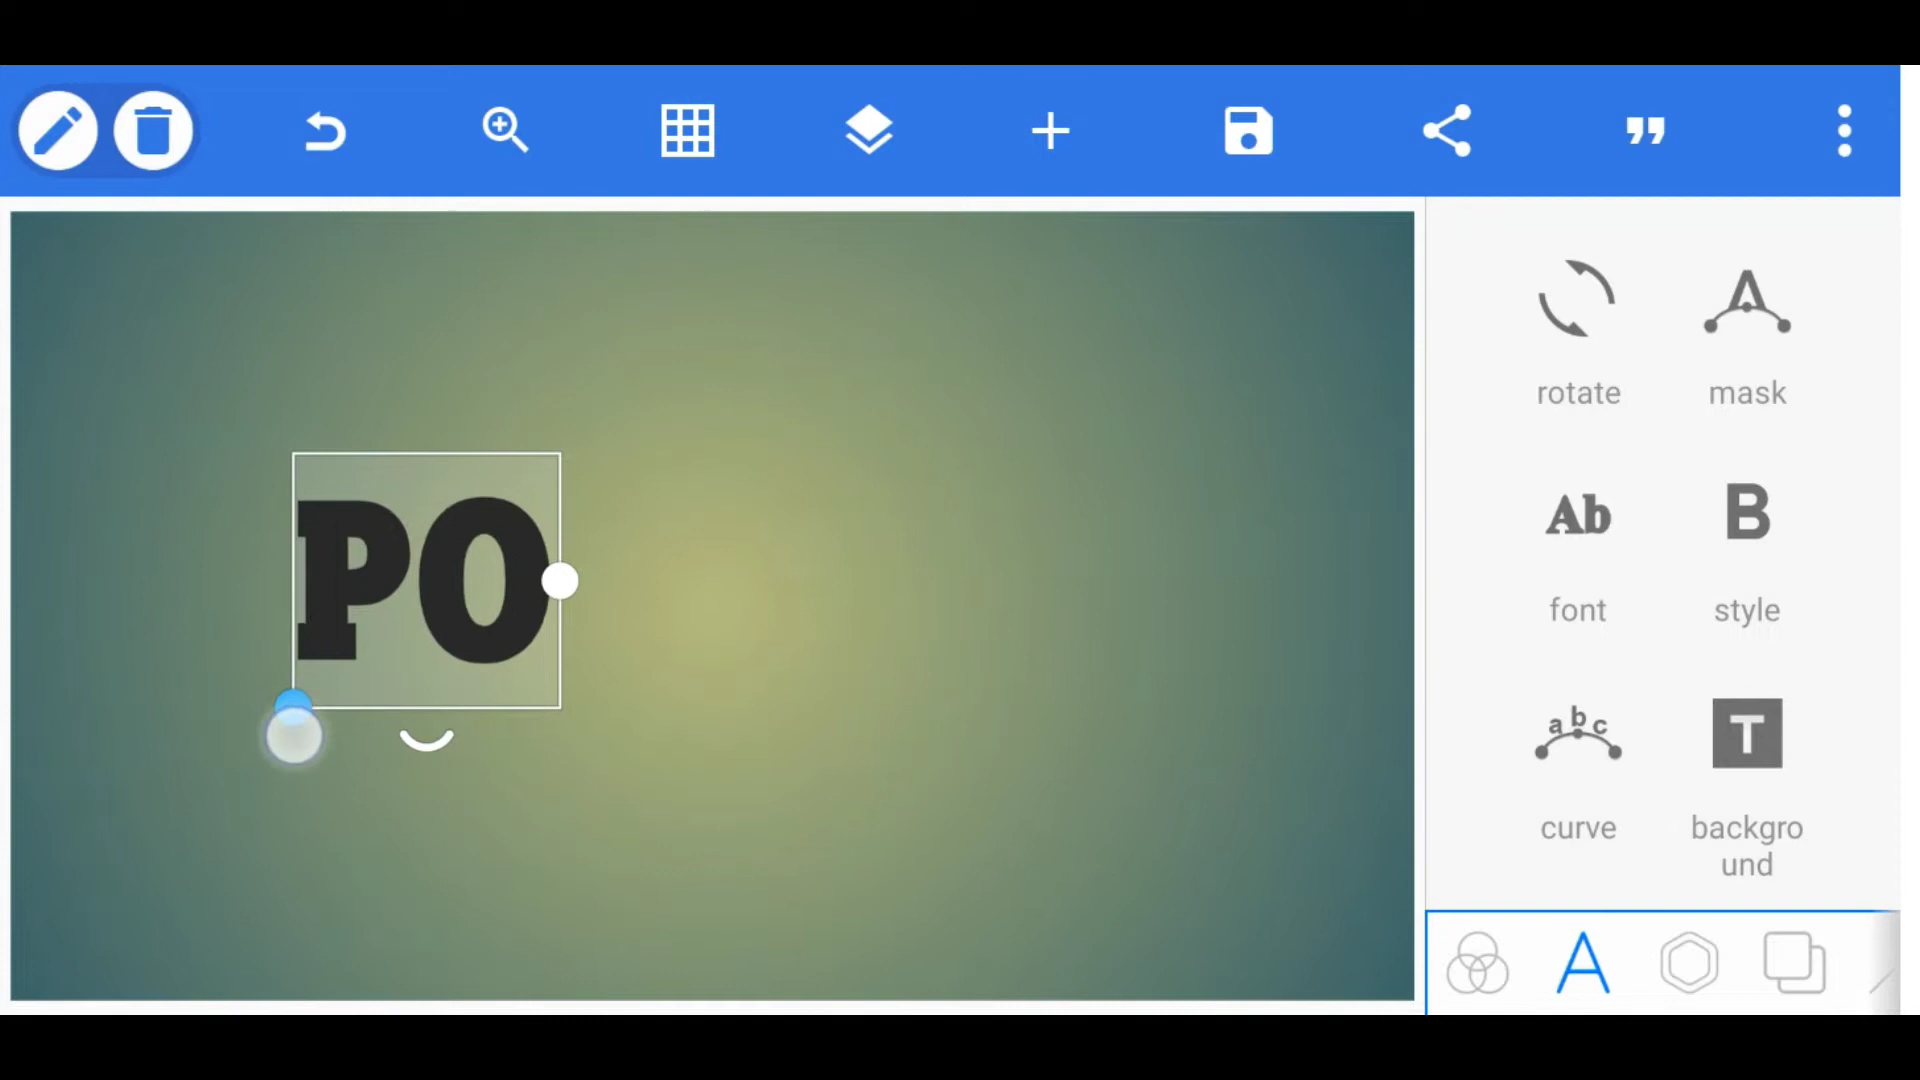 PO
rotate
mask
Ab
B
font
style
abc
T
curve
backgro
und
A